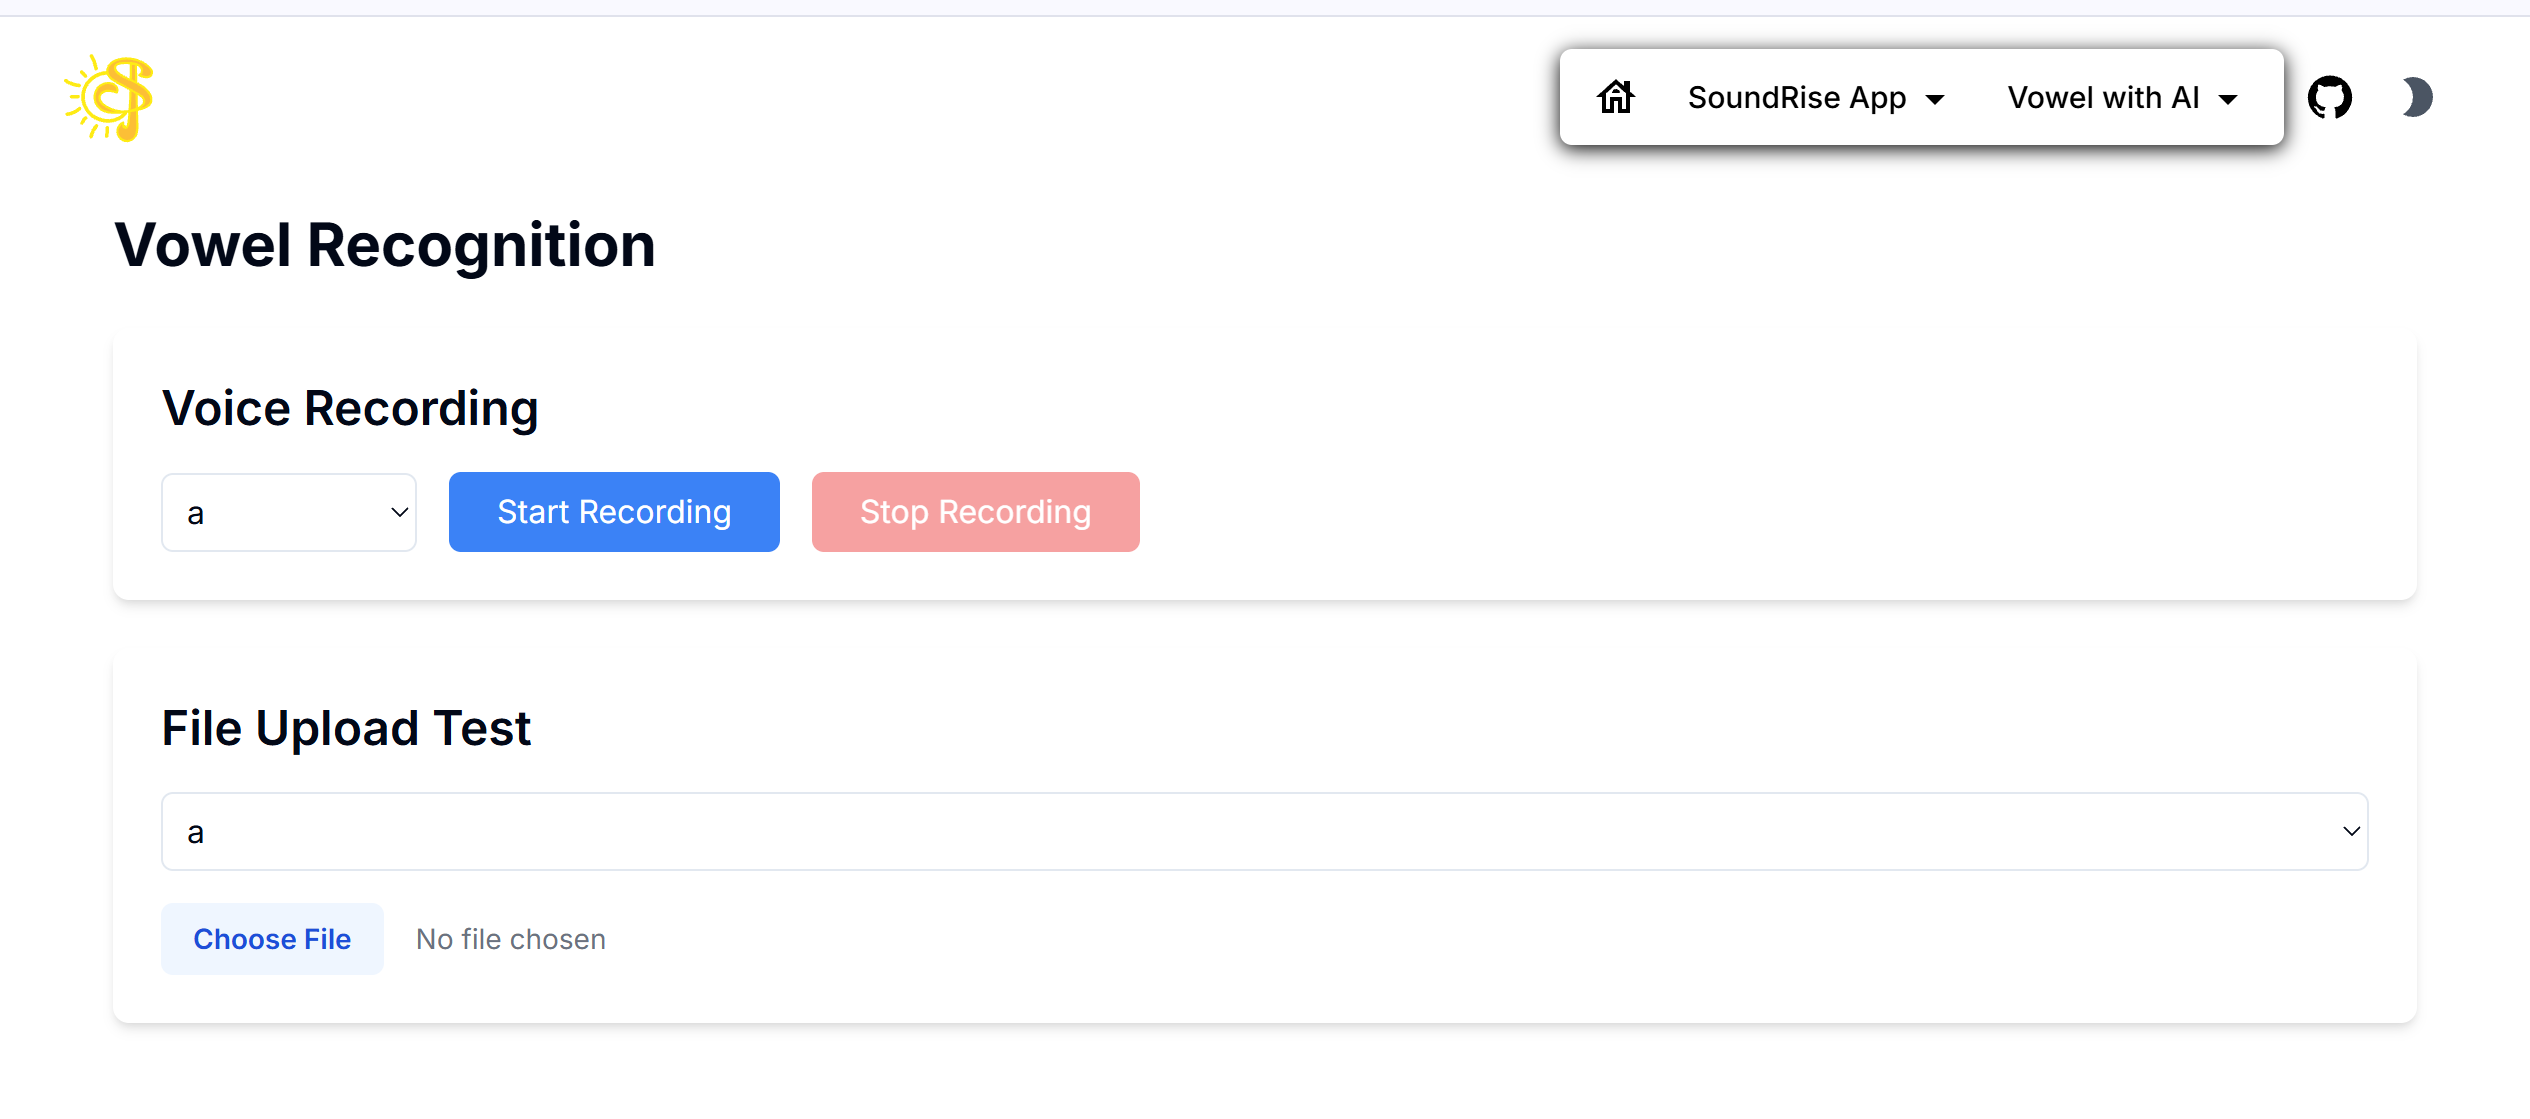 SoundRise App Vowel with AI
Vowel Recognition
Voice Recording
a Start Recording Stop Recording
File Upload Test
a
Choose File No file chosen